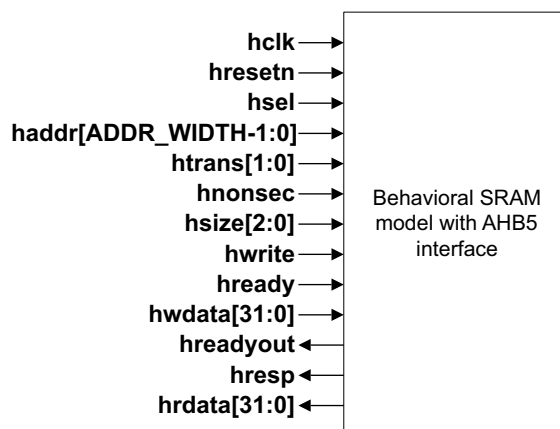 hclk
hresetn
hsel
haddr[ADDR_WIDTH-1:0]
htrans[1:0]
hnonsec
hsize[2:0]
hwrite
hready
hwdata[31:0]
hreadyout
hresp
hrdata[31:0]
Behavioral SRAM
model with AHB5
interface